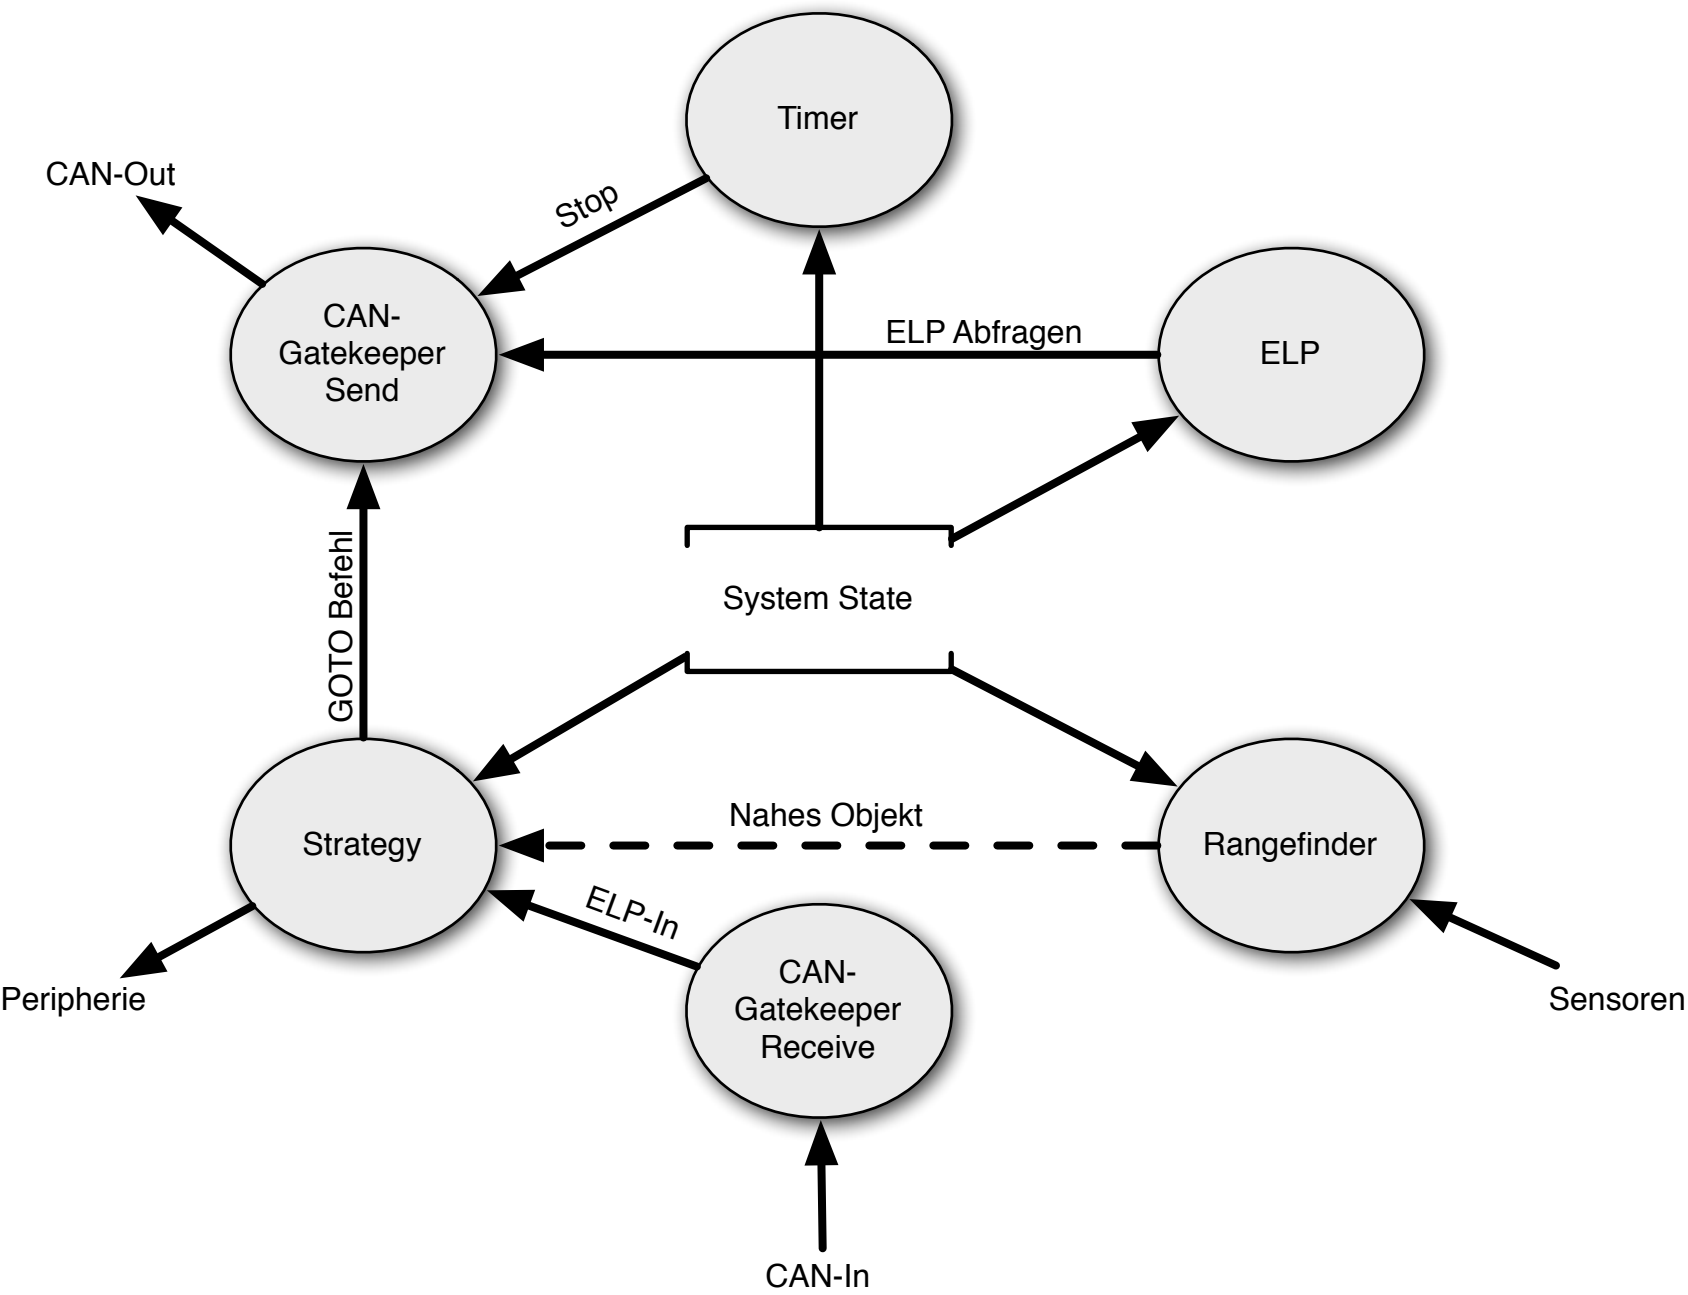 Timer
CAN-Out
Stop
CAN-
Gatekeeper
Send
ELP Abfragen
ELP
GOTO Befehl
System State
Nahes Objekt
Strategy
Rangefinder
ELP-In
CAN-
Gatekeeper
Receive
Peripherie
Sensoren
CAN-In